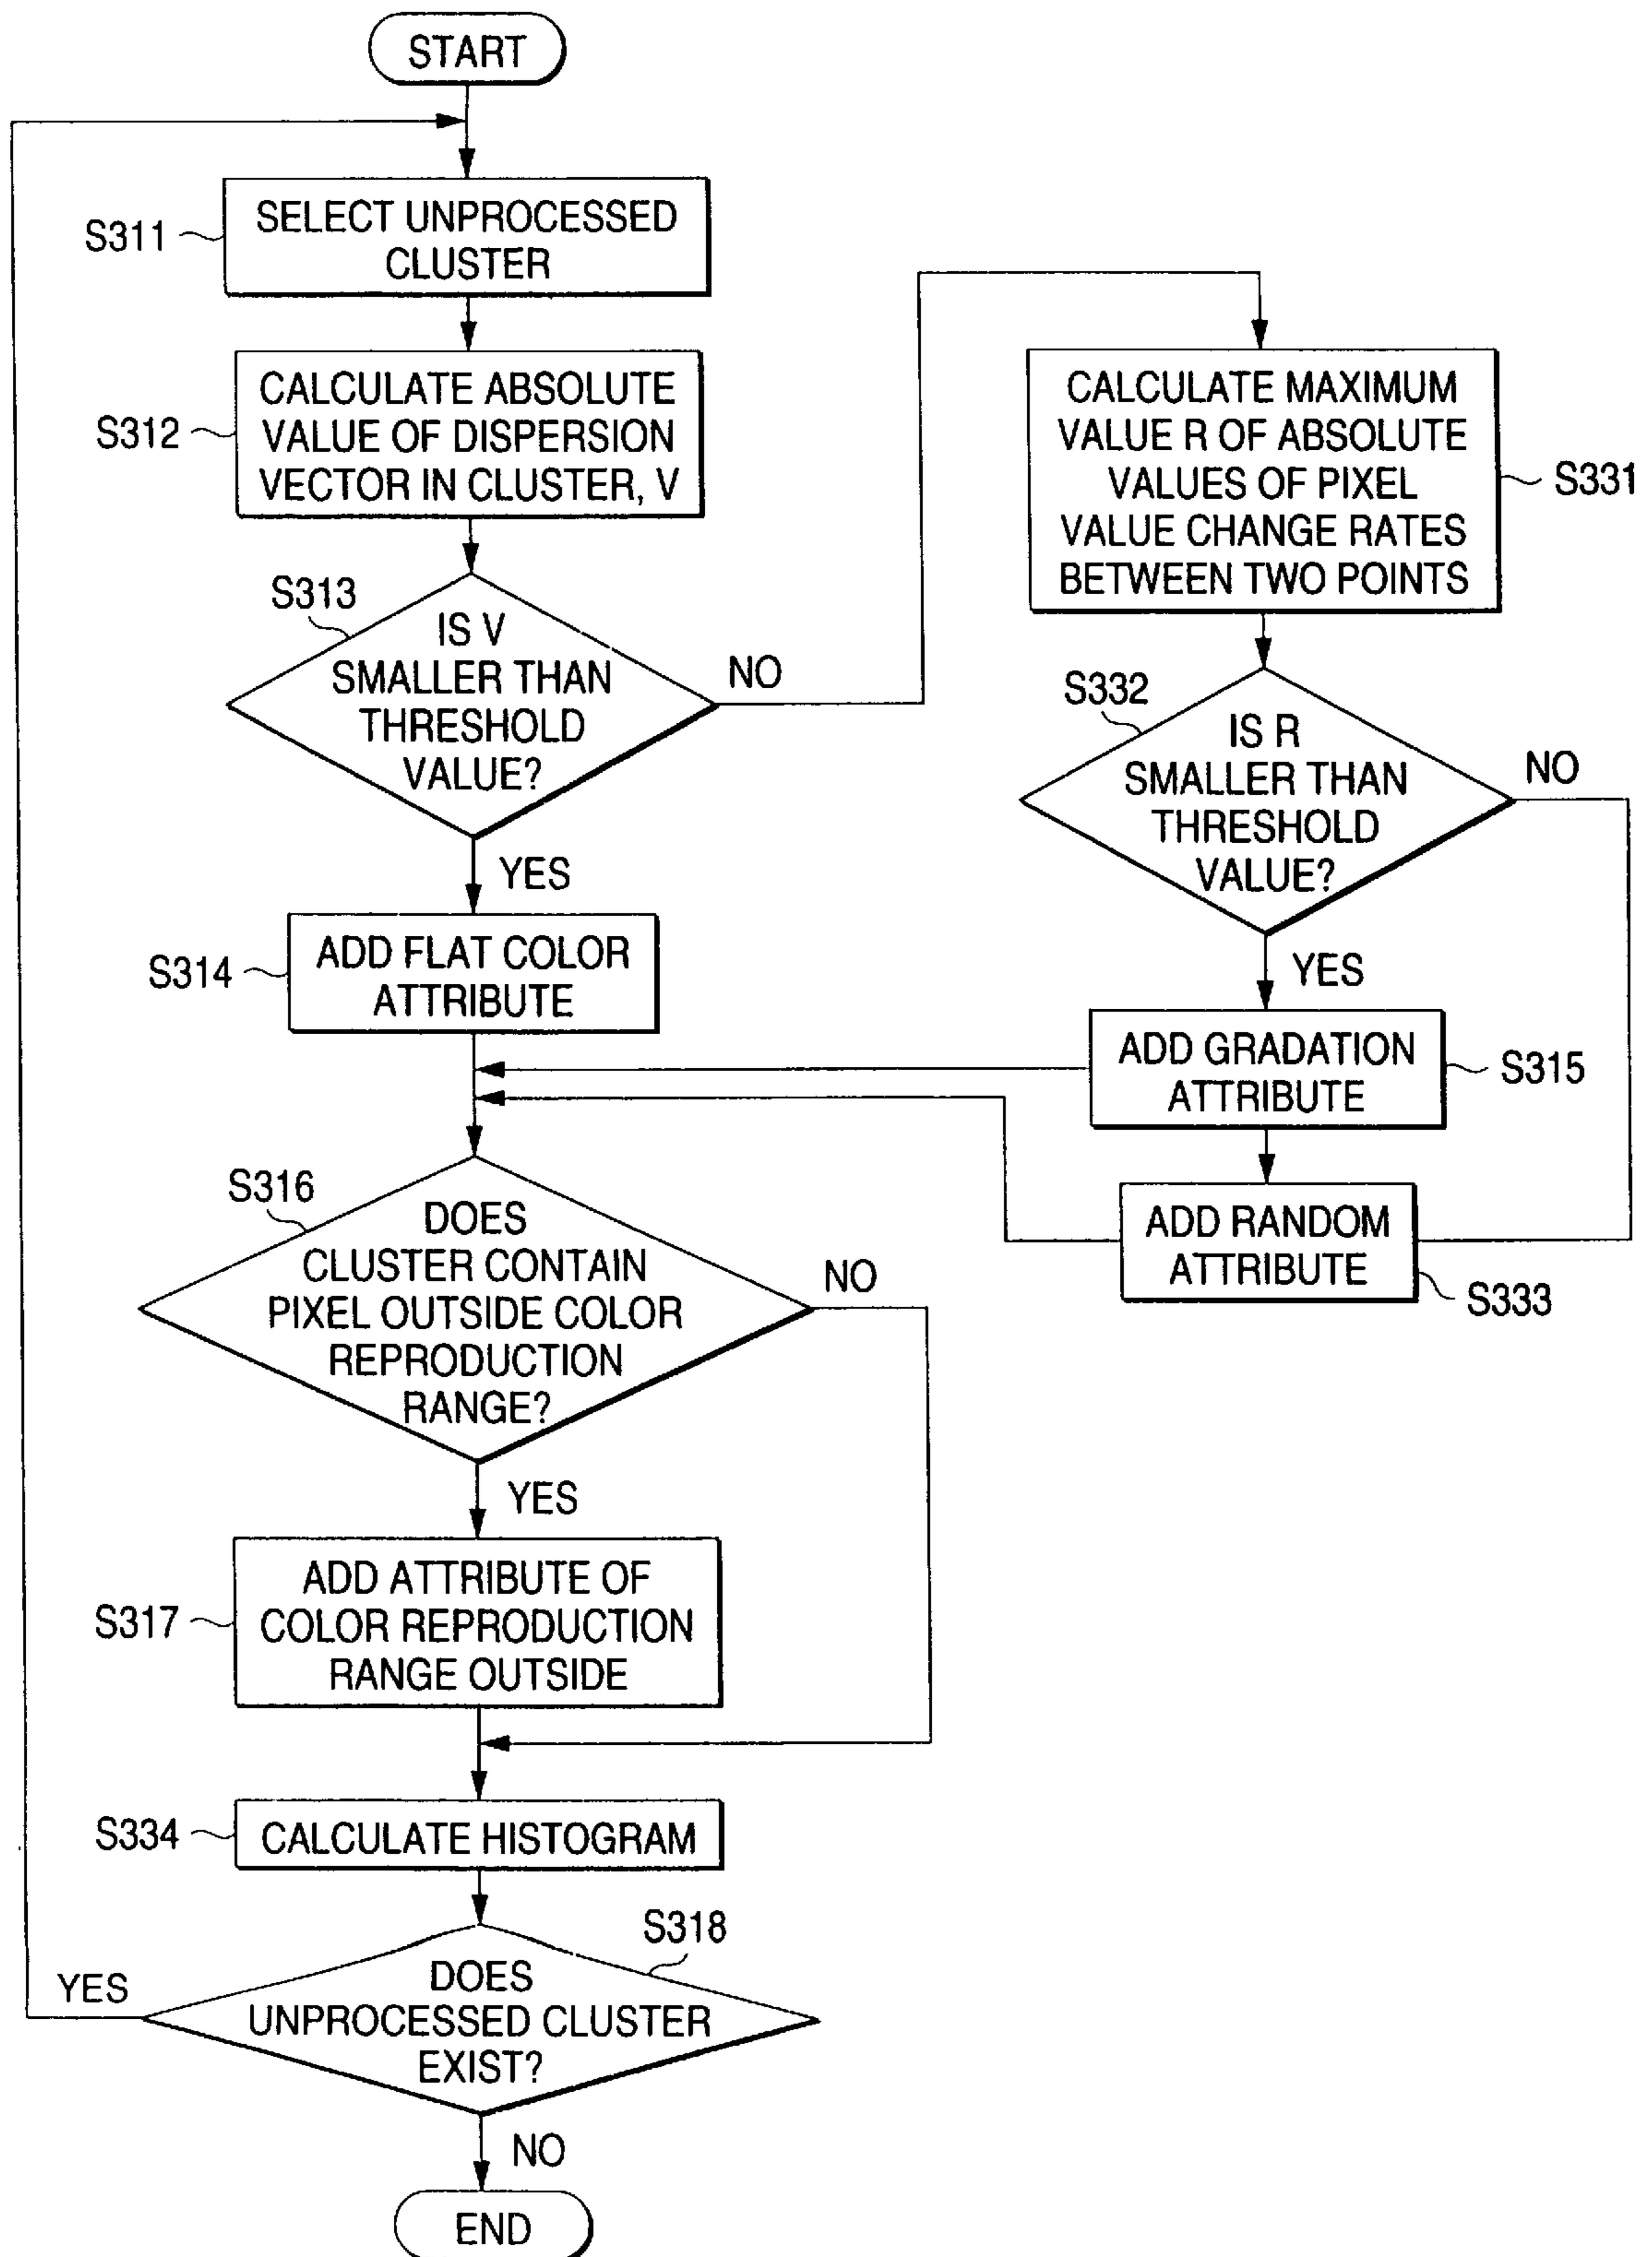 START
S311
SELECT UNPROCESSED
CLUSTER
S312
CALCULATE ABSOLUTE
VALUE OF DISPERSION
VECTOR IN CLUSTER, V
S313
IS V
SMALLER THAN
THRESHOLD
VALUE?
NO
YES
S314
ADD FLAT COLOR
ATTRIBUTE
CALCULATE MAXIMUM
VALUE R OF ABSOLUTE
VALUES OF PIXEL
VALUE CHANGE RATES
BETWEEN TWO POINTS
S331
S332
IS R
SMALLER THAN
THRESHOLD
VALUE?
NO
YES
ADD GRADATION
ATTRIBUTE
S315
ADD RANDOM
ATTRIBUTE
S333
S316
DOES
CLUSTER CONTAIN
PIXEL OUTSIDE COLOR
REPRODUCTION
RANGE?
NO
YES
S317
ADD ATTRIBUTE OF
COLOR REPRODUCTION
RANGE OUTSIDE
S334
CALCULATE HISTOGRAM
S318
DOES
UNPROCESSED CLUSTER
EXIST?
YES
NO
END